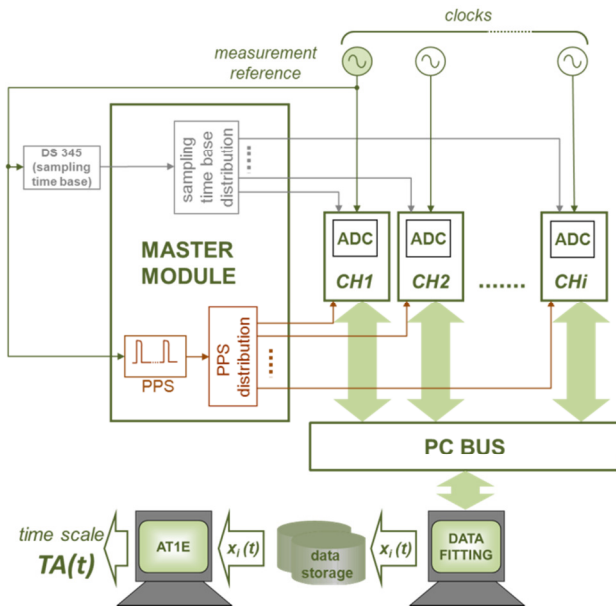 clocks
measurement
reference
DS 345
(sampling
time base)
sampling
time base
distribution
MASTER
MODULE
ADC
CH1
ADC
CH2
.......
ADC
CHi
PPS
PPS
distribution
PC BUS
time scale
TA(t)
AT1E
xi(t)
data
storage
xi(t)
DATA
FITTING